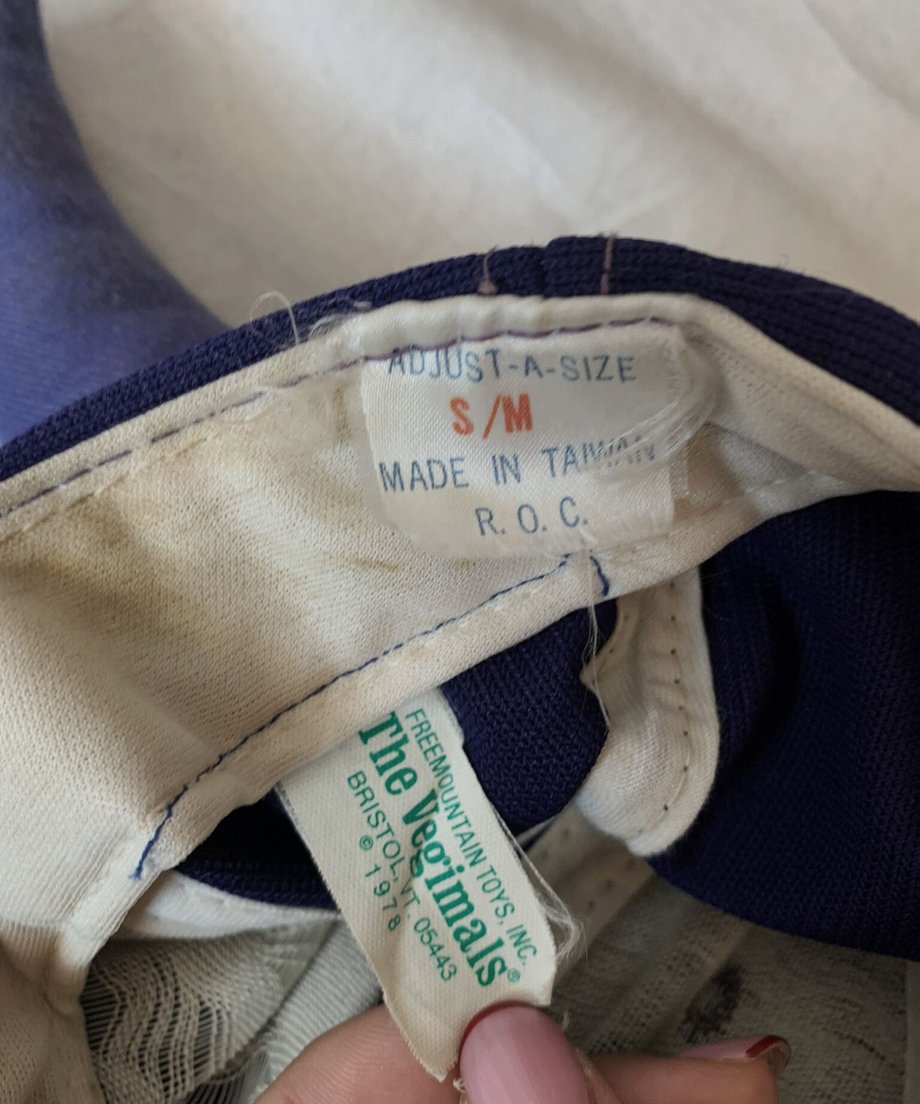 ADJUST-A-SIZE
S/M
MADE IN TAIWAN
R.O.C.
FREEMOUNTAIN TOYS, INC.
The Vegimals®
BRISTOL, VT. 05443
© 1978